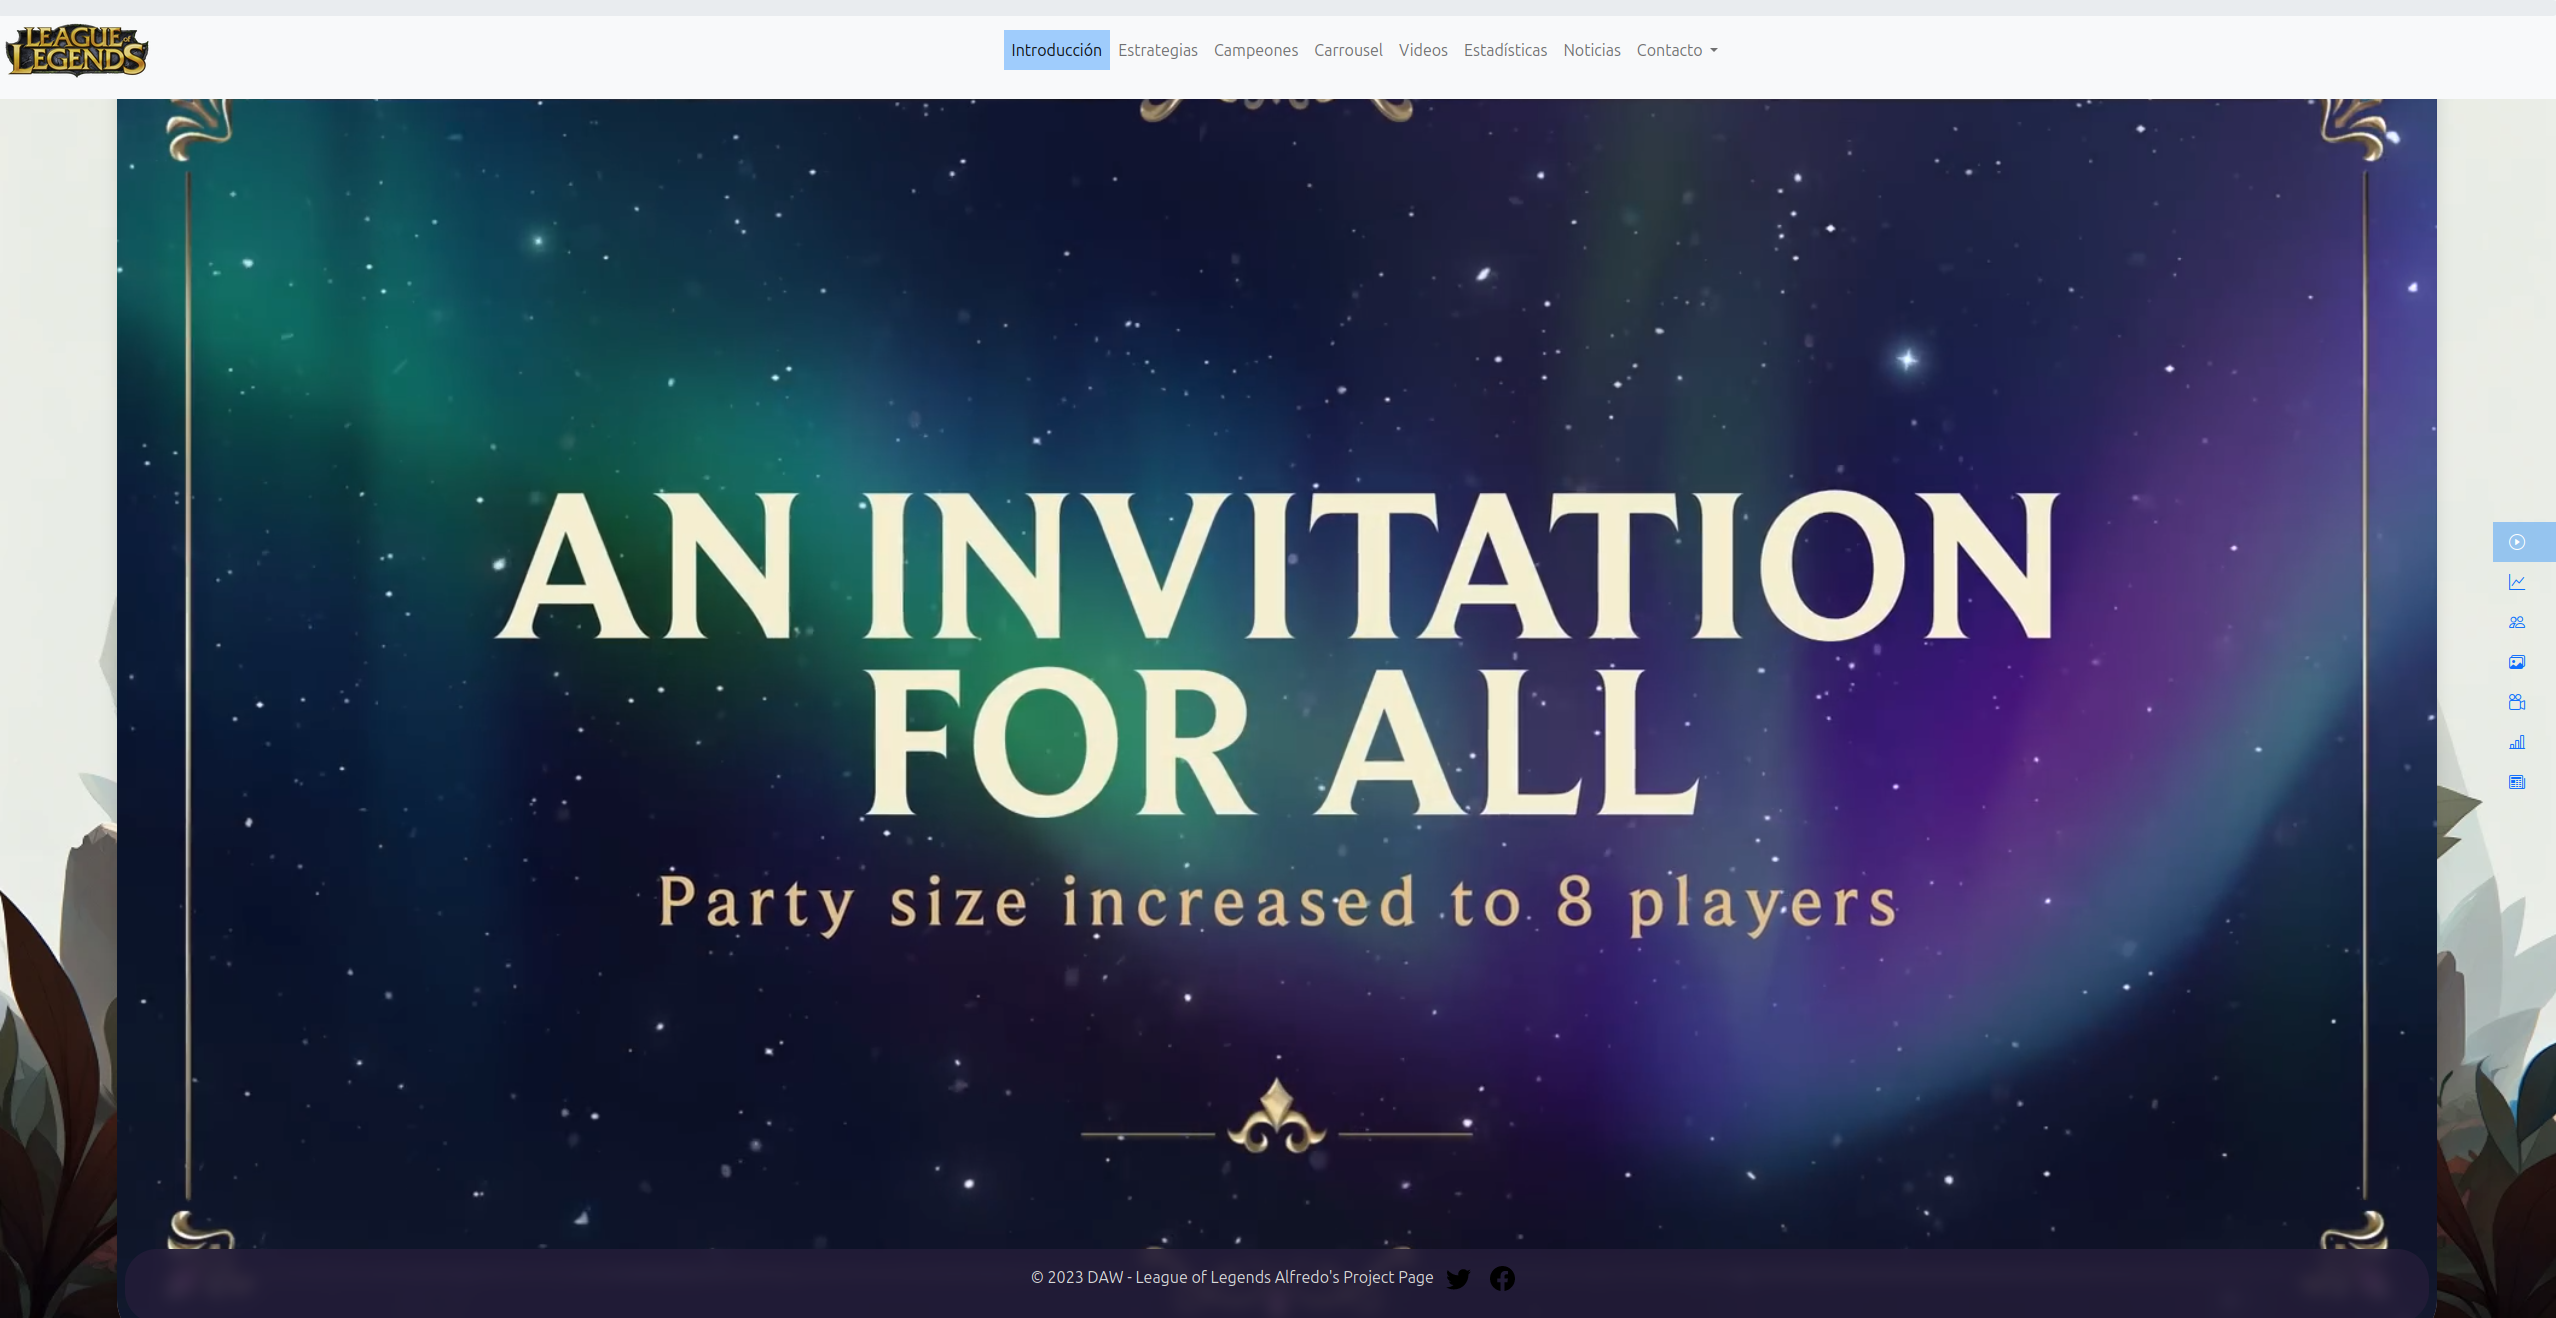 LEAGUE of
LEGENDS
Introducción Estrategias Campeones Carrousel Videos Estadísticas Noticias Contacto
AN INVITATION
FOR ALL
Party size increased to 8 players
© 2023 DAW - League of Legends Alfredo's Project Page